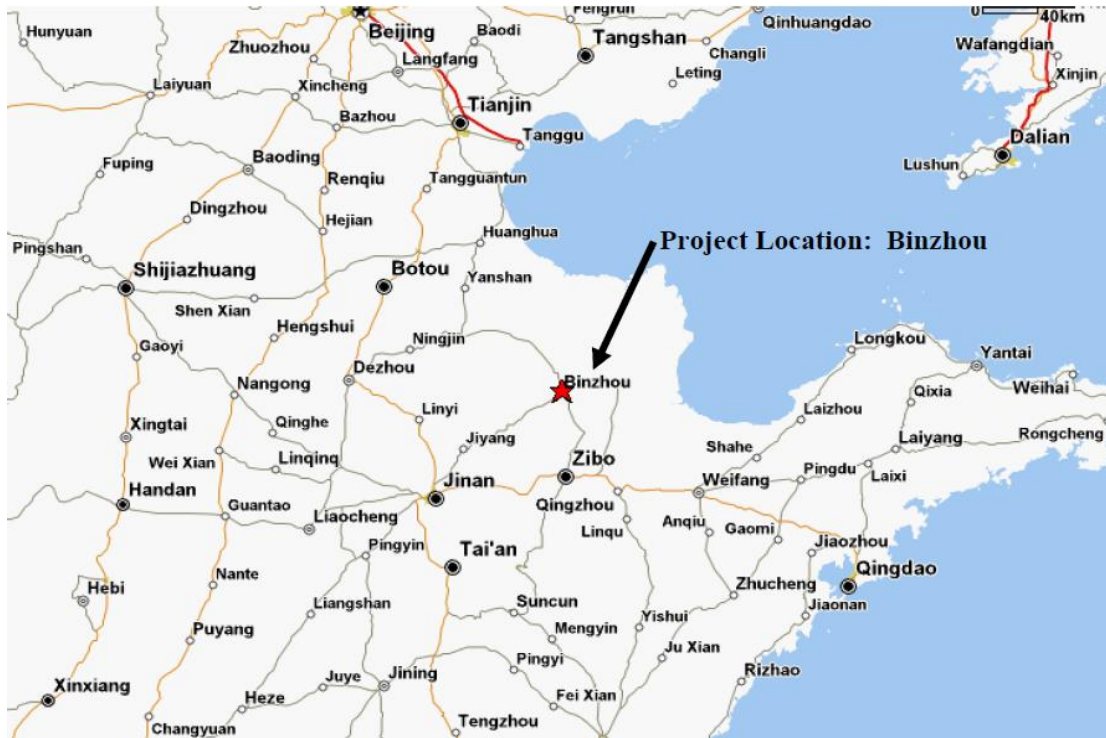 Hunyuan
Beijing
Fengrun
Qinhuangdao
0 40km
Zhuozhou
Baodi
Tangshan
Changli
Wafangdian
Langfang
Leting
Xinjin
Laiyuan
Xincheng
Tianjin
Bazhou
Tanggu
Dalian
Fuping
Baoding
Lushun
Renqiu
Tangguantun
Dingzhou
Hejian
Pingshan
Huanghua
Project Location: Binzhou
Shijiazhuang
Botou
Yanshan
Shen Xian
Hengshui
Ningjin
Longkou
Gaoyi
Yantai
Dezhou
Binzhou
Weihai
Nangong
Qixia
Linyi
Laizhou
Xingtai
Qinghe
Jiyang
Shahe
Laiyang
Rongcheng
Wei Xian
Linqinq
Zibo
Pingdu
Laixi
Handan
Jinan
Weifang
Guantao
Liaocheng
Qingzhou
Linqu
Anqiu
Gaomi
Jiaozhou
Pingyin
Tai'an
Qingdao
Hebi
Nante
Zhucheng
Liangshan
Suncun
Jiaonan
Puyang
Mengyin
Yishui
Pingyi
Ju Xian
Rizhao
Xinxiang
Juye
Jining
Heze
Fei Xian
Changyuan
Tengzhou